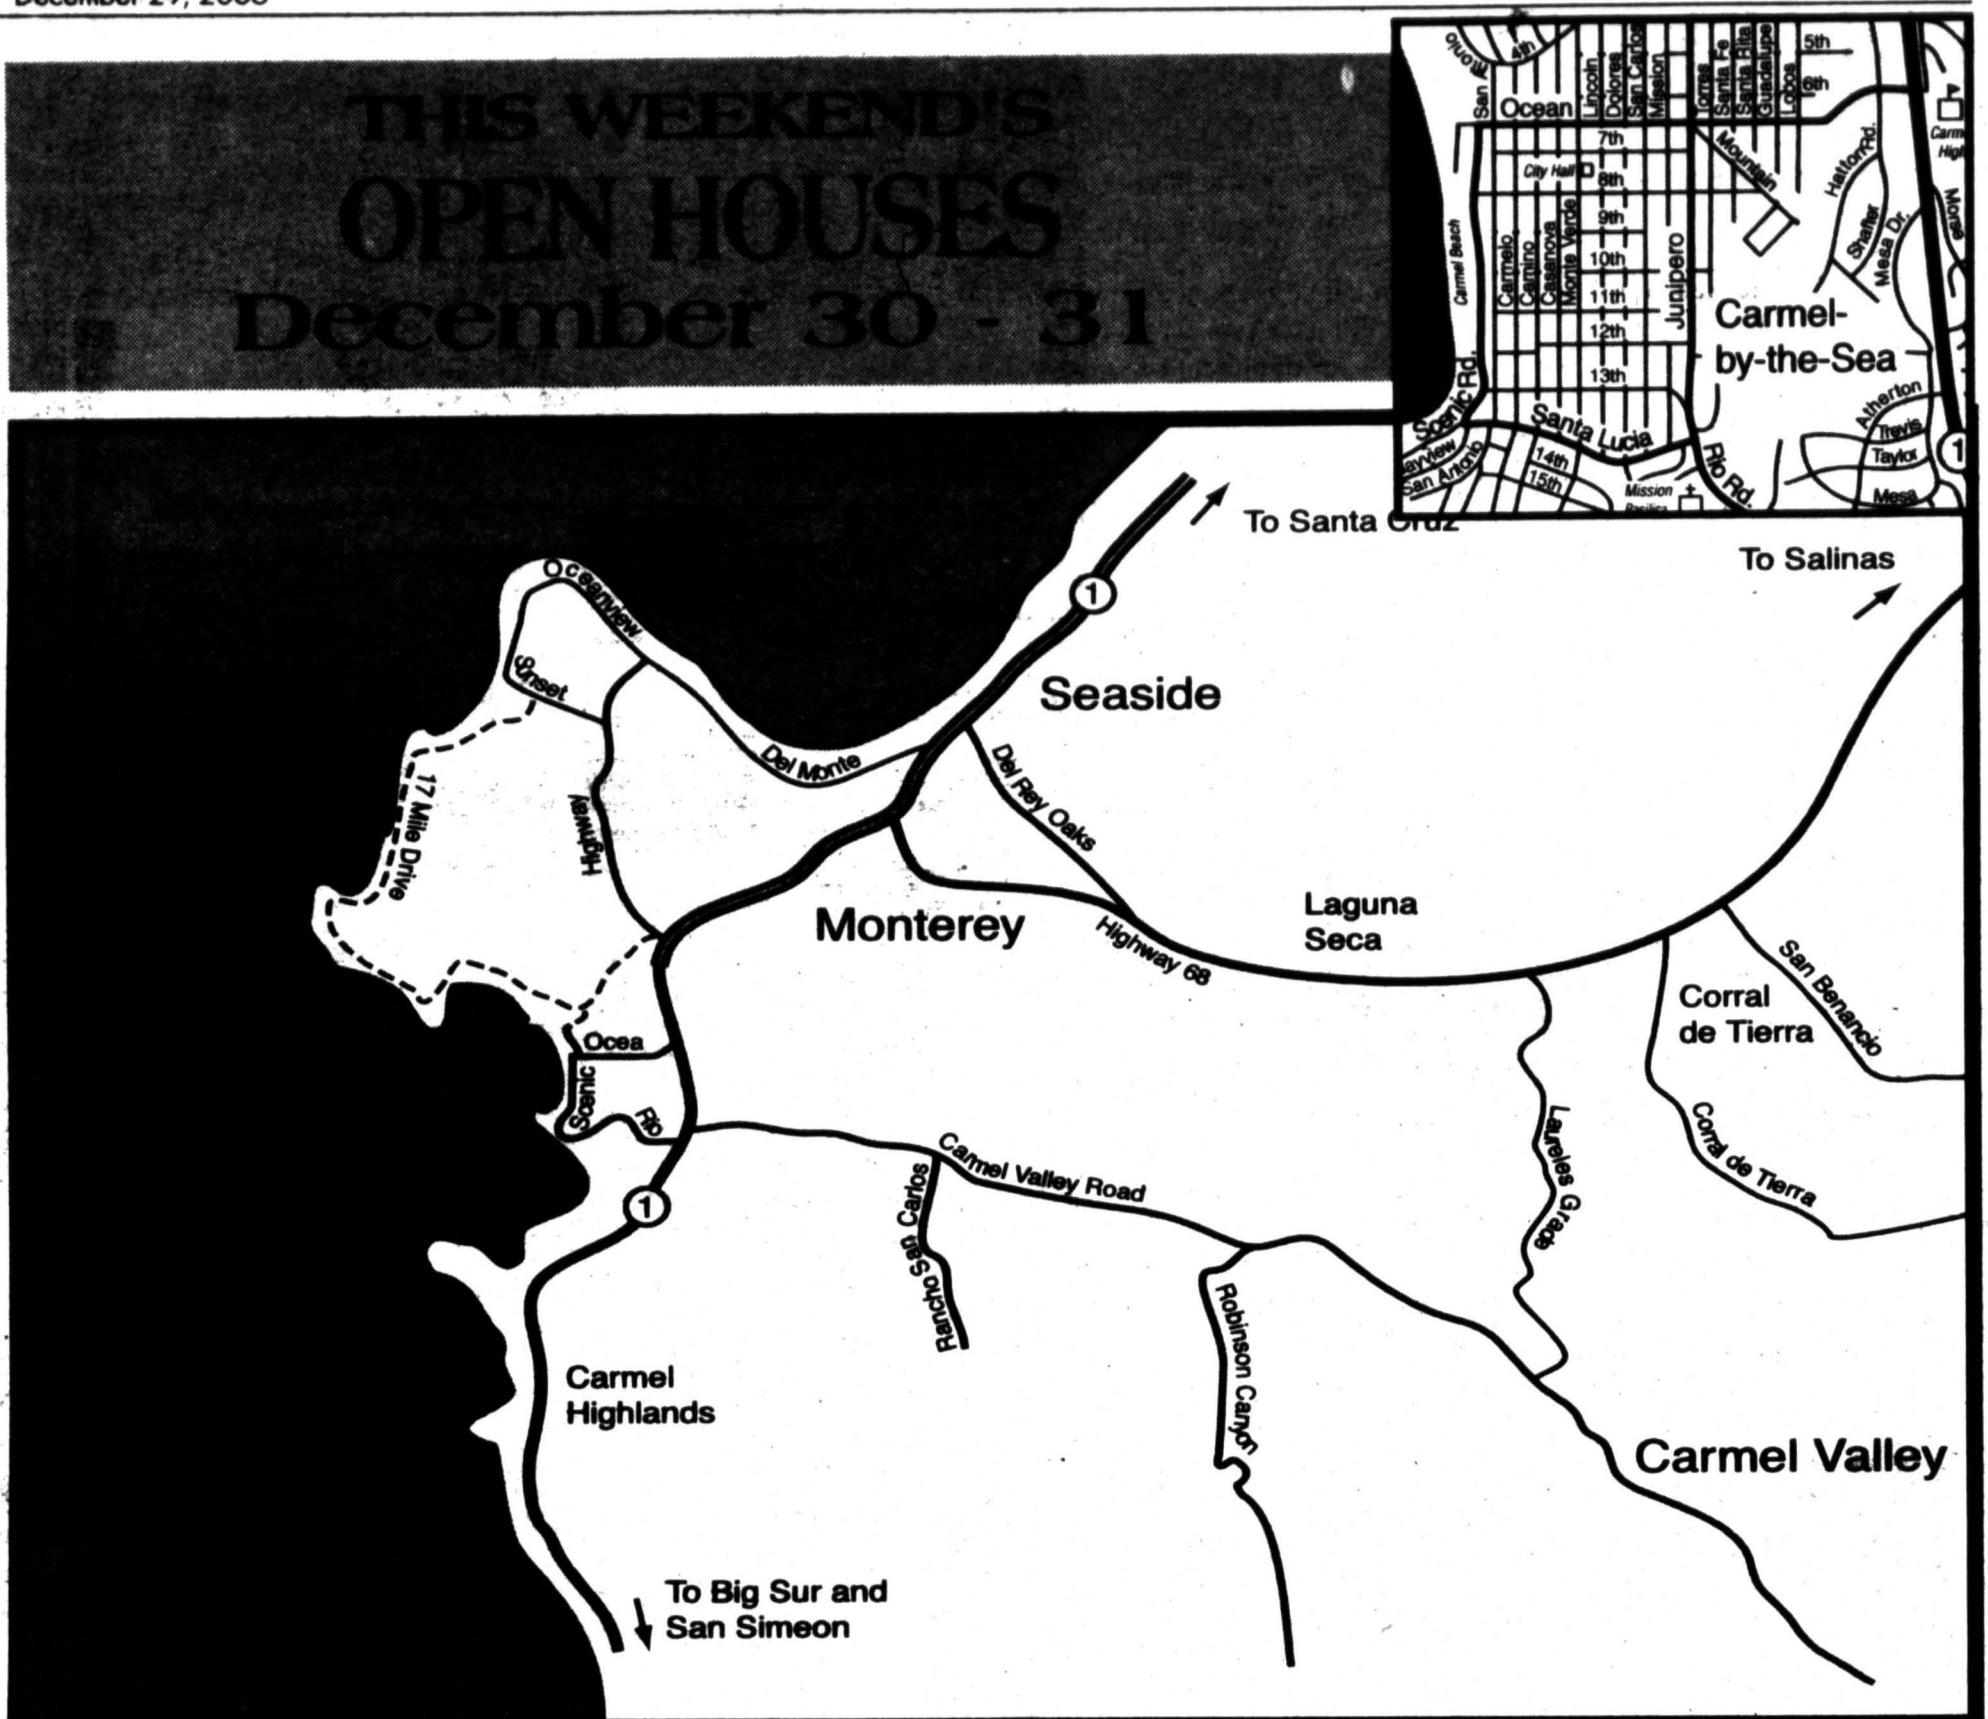 THIS WEEKEND'S
OPEN HOUSES
December 30 - 31
4th
5th
6th
Ocean
Lincoln
Dolores
San Carlos
Mission
Torres
Santa Fe
Santa Rita
Guadalupe
Lobos
7th
City Hall
8th
Mountain
Hatton Rd.
Shafter
Mesa Dr.
9th
10th
11th
12th
13th
Carmel Beach
Carmelo
Camino
Casanova
Monte Verde
Junipero
Carmel-
by-the-Sea
Scenic Rd.
Santa Lucia
San Antonio
14th
15th
Mission
Rio Rd.
Atherton
Trevis
Taylor
Mesa
1
To Santa Cruz
To Salinas
1
Oceanview
Sunset
Seaside
Del Monte
Del Rey Oaks
17 Mile Drive
Highway
Monterey
Highway 68
Laguna
Seca
San Benancio
Corral
de Tierra
Ocea
Scenic
Rio
Carmel Valley Road
Laureles Grade
Corral de Tierra
Rancho San Carlos
1
Robinson Canyon
Carmel
Highlands
Carmel Valley
To Big Sur and
San Simeon